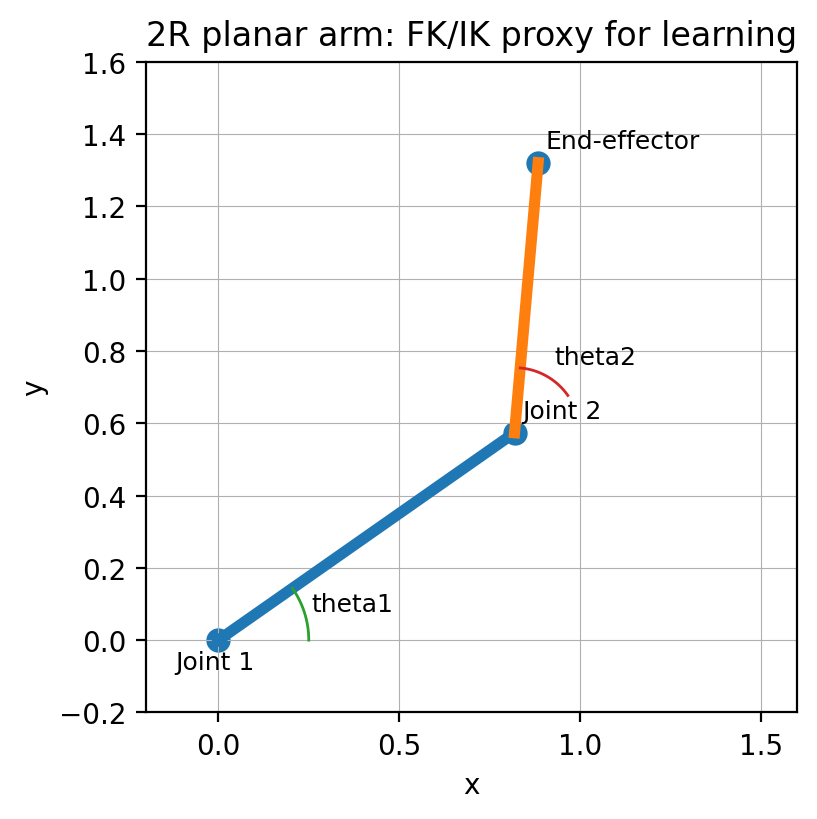 2R planar arm: FK/IK proxy for learning
1.6
1.4
End-effector
1.2
1.0
0.8
theta2
0.6
Joint 2
y
0.4
0.2
theta1
0.0
Joint 1
−0.2
0.0 0.5 1.0 1.5
x